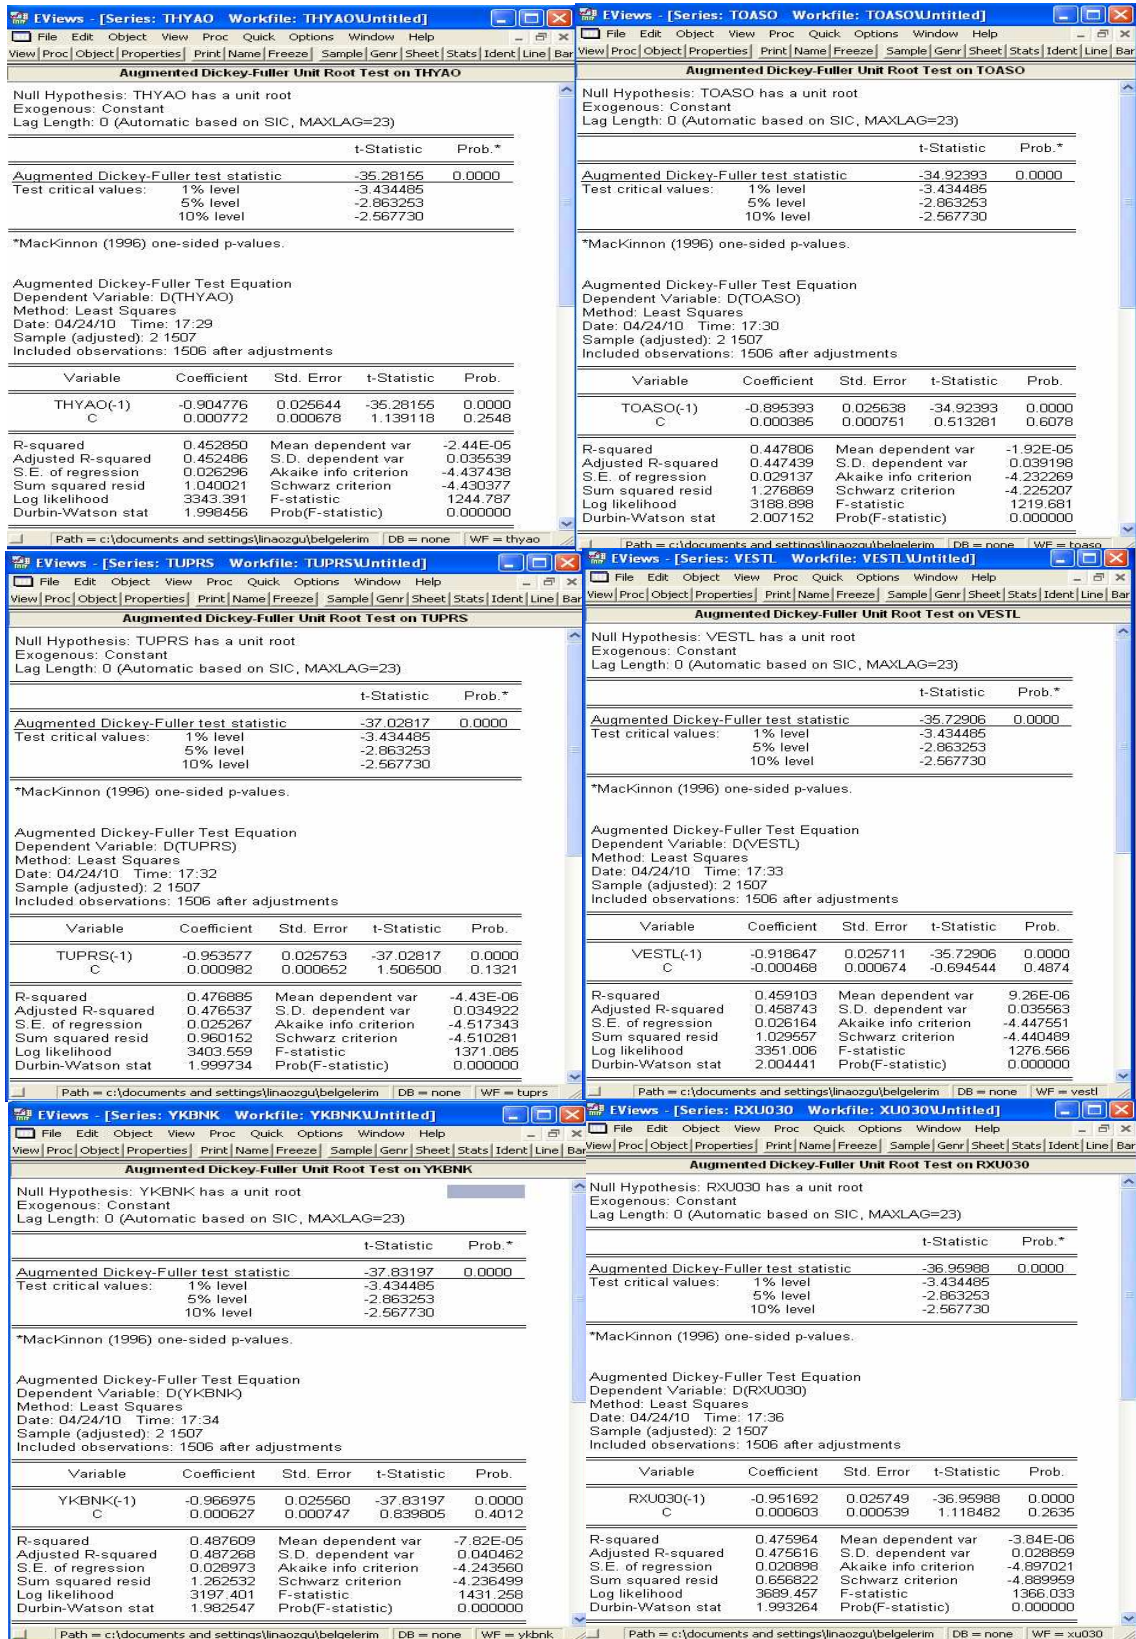 EViews - [Series: THYAO   Workfile: THYAO\Untitled]
File  Edit  Object  View  Proc  Quick  Options  Window  Help
View Proc Object Properties  Print Name Freeze  Sample Genr Sheet Stats Ident Line Bar
Augmented Dickey-Fuller Unit Root Test on THYAO
Null Hypothesis: THYAO has a unit root
Exogenous: Constant
Lag Length: 0 (Automatic based on SIC, MAXLAG=23)
t-Statistic  Prob.*
Augmented Dickey-Fuller test statistic  -35.28155  0.0000
Test critical values:  1% level  -3.434485
5% level  -2.863253
10% level  -2.567730
*MacKinnon (1996) one-sided p-values.
Augmented Dickey-Fuller Test Equation
Dependent Variable: D(THYAO)
Method: Least Squares
Date: 04/24/10   Time: 17:29
Sample (adjusted): 2 1507
Included observations: 1506 after adjustments
Variable  Coefficient  Std. Error  t-Statistic  Prob.
THYAO(-1)  -0.904776  0.025644  -35.28155  0.0000
C  0.000772  0.000678  1.139118  0.2548
R-squared  0.452850  Mean dependent var  -2.44E-05
Adjusted R-squared  0.452486  S.D. dependent var  0.035539
S.E. of regression  0.026296  Akaike info criterion  -4.437438
Sum squared resid  1.040021  Schwarz criterion  -4.430377
Log likelihood  3343.391  F-statistic  1244.787
Durbin-Watson stat  1.998456  Prob(F-statistic)  0.000000
Path = c:\documents and settings\linaozgu\belgelerim  DB = none  WF = thyao
EViews - [Series: TOASO   Workfile: TOASO\Untitled]
File  Edit  Object  View  Proc  Quick  Options  Window  Help
View Proc Object Properties  Print Name Freeze  Sample Genr Sheet Stats Ident Line Bar
Augmented Dickey-Fuller Unit Root Test on TOASO
Null Hypothesis: TOASO has a unit root
Exogenous: Constant
Lag Length: 0 (Automatic based on SIC, MAXLAG=23)
t-Statistic  Prob.*
Augmented Dickey-Fuller test statistic  -34.92393  0.0000
Test critical values:  1% level  -3.434485
5% level  -2.863253
10% level  -2.567730
*MacKinnon (1996) one-sided p-values.
Augmented Dickey-Fuller Test Equation
Dependent Variable: D(TOASO)
Method: Least Squares
Date: 04/24/10   Time: 17:30
Sample (adjusted): 2 1507
Included observations: 1506 after adjustments
Variable  Coefficient  Std. Error  t-Statistic  Prob.
TOASO(-1)  -0.895393  0.025638  -34.92393  0.0000
C  0.000385  0.000751  0.513281  0.6078
R-squared  0.447806  Mean dependent var  -1.92E-05
Adjusted R-squared  0.447439  S.D. dependent var  0.039198
S.E. of regression  0.029137  Akaike info criterion  -4.232269
Sum squared resid  1.276869  Schwarz criterion  -4.225207
Log likelihood  3188.898  F-statistic  1219.681
Durbin-Watson stat  2.007152  Prob(F-statistic)  0.000000
Path = c:\documents and settings\linaozgu\belgelerim  DB = none  WF = toaso
EViews - [Series: TUPRS   Workfile: TUPRS\Untitled]
File  Edit  Object  View  Proc  Quick  Options  Window  Help
View Proc Object Properties  Print Name Freeze  Sample Genr Sheet Stats Ident Line Bar
Augmented Dickey-Fuller Unit Root Test on TUPRS
Null Hypothesis: TUPRS has a unit root
Exogenous: Constant
Lag Length: 0 (Automatic based on SIC, MAXLAG=23)
t-Statistic  Prob.*
Augmented Dickey-Fuller test statistic  -37.02817  0.0000
Test critical values:  1% level  -3.434485
5% level  -2.863253
10% level  -2.567730
*MacKinnon (1996) one-sided p-values.
Augmented Dickey-Fuller Test Equation
Dependent Variable: D(TUPRS)
Method: Least Squares
Date: 04/24/10   Time: 17:32
Sample (adjusted): 2 1507
Included observations: 1506 after adjustments
Variable  Coefficient  Std. Error  t-Statistic  Prob.
TUPRS(-1)  -0.953577  0.025753  -37.02817  0.0000
C  0.000982  0.000652  1.506500  0.1321
R-squared  0.476885  Mean dependent var  -4.43E-06
Adjusted R-squared  0.476537  S.D. dependent var  0.034922
S.E. of regression  0.025267  Akaike info criterion  -4.517343
Sum squared resid  0.960152  Schwarz criterion  -4.510281
Log likelihood  3403.559  F-statistic  1371.085
Durbin-Watson stat  1.999734  Prob(F-statistic)  0.000000
Path = c:\documents and settings\linaozgu\belgelerim  DB = none  WF = tuprs
EViews - [Series: VESTL   Workfile: VESTL\Untitled]
File  Edit  Object  View  Proc  Quick  Options  Window  Help
View Proc Object Properties  Print Name Freeze  Sample Genr Sheet Stats Ident Line Bar
Augmented Dickey-Fuller Unit Root Test on VESTL
Null Hypothesis: VESTL has a unit root
Exogenous: Constant
Lag Length: 0 (Automatic based on SIC, MAXLAG=23)
t-Statistic  Prob.*
Augmented Dickey-Fuller test statistic  -35.72906  0.0000
Test critical values:  1% level  -3.434485
5% level  -2.863253
10% level  -2.567730
*MacKinnon (1996) one-sided p-values.
Augmented Dickey-Fuller Test Equation
Dependent Variable: D(VESTL)
Method: Least Squares
Date: 04/24/10   Time: 17:33
Sample (adjusted): 2 1507
Included observations: 1506 after adjustments
Variable  Coefficient  Std. Error  t-Statistic  Prob.
VESTL(-1)  -0.918647  0.025711  -35.72906  0.0000
C  -0.000468  0.000674  -0.694544  0.4874
R-squared  0.459103  Mean dependent var  9.26E-06
Adjusted R-squared  0.458743  S.D. dependent var  0.035563
S.E. of regression  0.026164  Akaike info criterion  -4.447551
Sum squared resid  1.029557  Schwarz criterion  -4.440489
Log likelihood  3351.006  F-statistic  1276.566
Durbin-Watson stat  2.004441  Prob(F-statistic)  0.000000
Path = c:\documents and settings\linaozgu\belgelerim  DB = none  WF = vestl
EViews - [Series: YKBNK   Workfile: YKBNK\Untitled]
File  Edit  Object  View  Proc  Quick  Options  Window  Help
View Proc Object Properties  Print Name Freeze  Sample Genr Sheet Stats Ident Line Bar
Augmented Dickey-Fuller Unit Root Test on YKBNK
Null Hypothesis: YKBNK has a unit root
Exogenous: Constant
Lag Length: 0 (Automatic based on SIC, MAXLAG=23)
t-Statistic  Prob.*
Augmented Dickey-Fuller test statistic  -37.83197  0.0000
Test critical values:  1% level  -3.434485
5% level  -2.863253
10% level  -2.567730
*MacKinnon (1996) one-sided p-values.
Augmented Dickey-Fuller Test Equation
Dependent Variable: D(YKBNK)
Method: Least Squares
Date: 04/24/10   Time: 17:34
Sample (adjusted): 2 1507
Included observations: 1506 after adjustments
Variable  Coefficient  Std. Error  t-Statistic  Prob.
YKBNK(-1)  -0.966975  0.025560  -37.83197  0.0000
C  0.000627  0.000747  0.839805  0.4012
R-squared  0.487609  Mean dependent var  -7.82E-05
Adjusted R-squared  0.487268  S.D. dependent var  0.040462
S.E. of regression  0.028973  Akaike info criterion  -4.243560
Sum squared resid  1.262532  Schwarz criterion  -4.236499
Log likelihood  3197.401  F-statistic  1431.258
Durbin-Watson stat  1.982547  Prob(F-statistic)  0.000000
Path = c:\documents and settings\linaozgu\belgelerim  DB = none  WF = ykbnk
EViews - [Series: RXU030   Workfile: XU030\Untitled]
File  Edit  Object  View  Proc  Quick  Options  Window  Help
View Proc Object Properties  Print Name Freeze  Sample Genr Sheet Stats Ident Line Bar
Augmented Dickey-Fuller Unit Root Test on RXU030
Null Hypothesis: RXU030 has a unit root
Exogenous: Constant
Lag Length: 0 (Automatic based on SIC, MAXLAG=23)
t-Statistic  Prob.*
Augmented Dickey-Fuller test statistic  -36.95988  0.0000
Test critical values:  1% level  -3.434485
5% level  -2.863253
10% level  -2.567730
*MacKinnon (1996) one-sided p-values.
Augmented Dickey-Fuller Test Equation
Dependent Variable: D(RXU030)
Method: Least Squares
Date: 04/24/10   Time: 17:36
Sample (adjusted): 2 1507
Included observations: 1506 after adjustments
Variable  Coefficient  Std. Error  t-Statistic  Prob.
RXU030(-1)  -0.951692  0.025749  -36.95988  0.0000
C  0.000603  0.000539  1.118482  0.2635
R-squared  0.475964  Mean dependent var  -3.84E-06
Adjusted R-squared  0.475616  S.D. dependent var  0.028859
S.E. of regression  0.020898  Akaike info criterion  -4.897021
Sum squared resid  0.656822  Schwarz criterion  -4.889959
Log likelihood  3689.457  F-statistic  1366.033
Durbin-Watson stat  1.993264  Prob(F-statistic)  0.000000
Path = c:\documents and settings\linaozgu\belgelerim  DB = none  WF = xu030